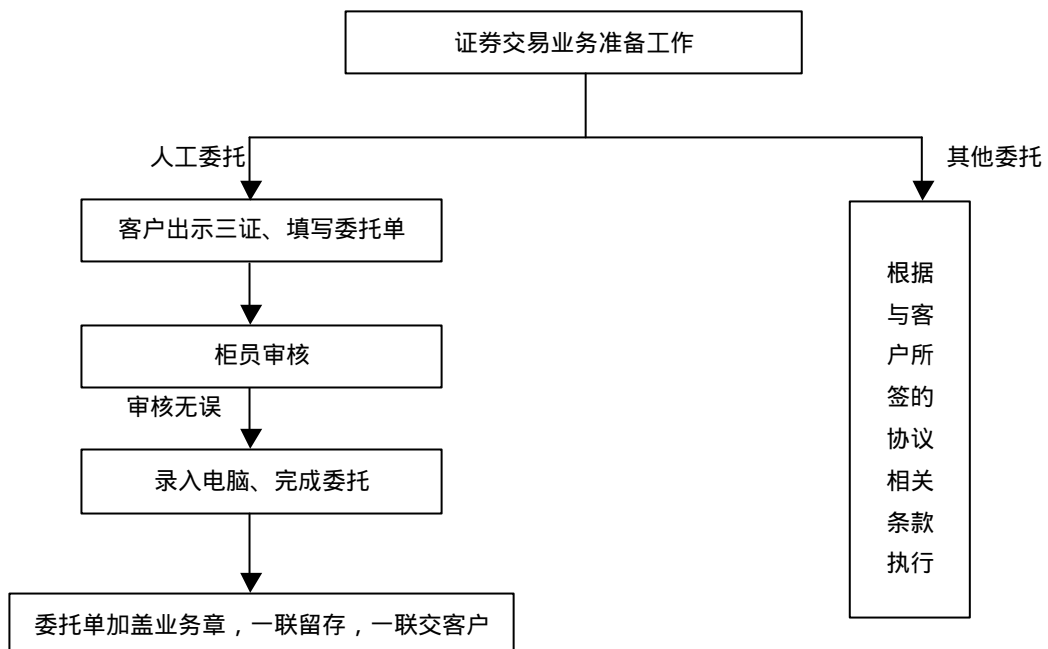 证券交易业务准备工作
人工委托
其他委托
客户出示三证、填写委托单
柜员审核
审核无误
录入电脑、完成委托
委托单加盖业务章，一联留存，一联交客户
根据
与客
户所
签的
协议
相关
条款
执行